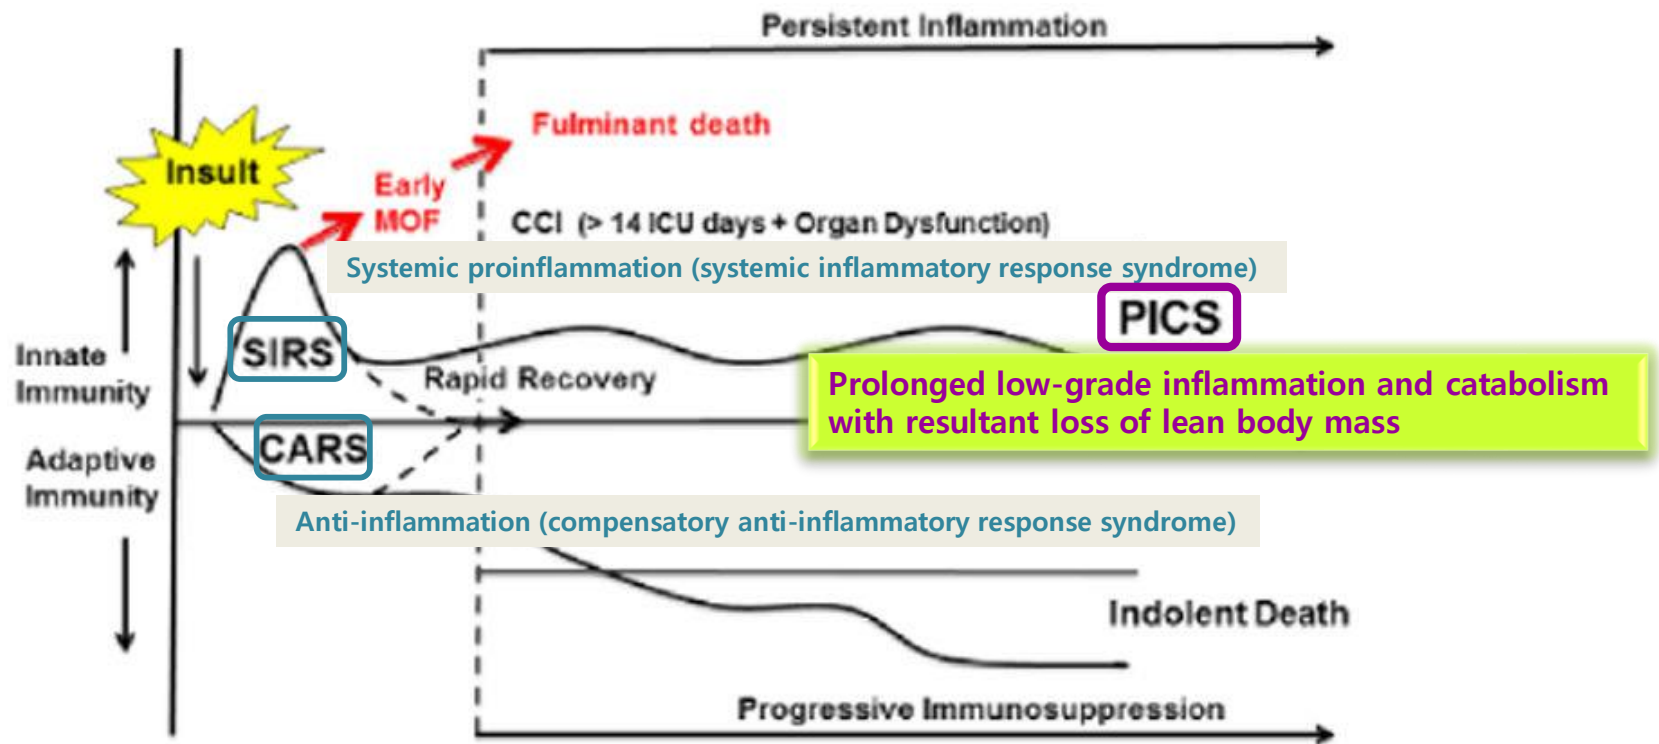 Persistent Inflammation
Insult
Fulminant death
Early
MOF
CCI (> 14 ICU days + Organ Dysfunction)
Systemic proinflammation (systemic inflammatory response syndrome)
PICS
SIRS
Innate
Immunity
Rapid Recovery
Prolonged low-grade inflammation and catabolism
with resultant loss of lean body mass
CARS
Adaptive
Immunity
Anti-inflammation (compensatory anti-inflammatory response syndrome)
Indolent Death
Progressive Immunosuppression